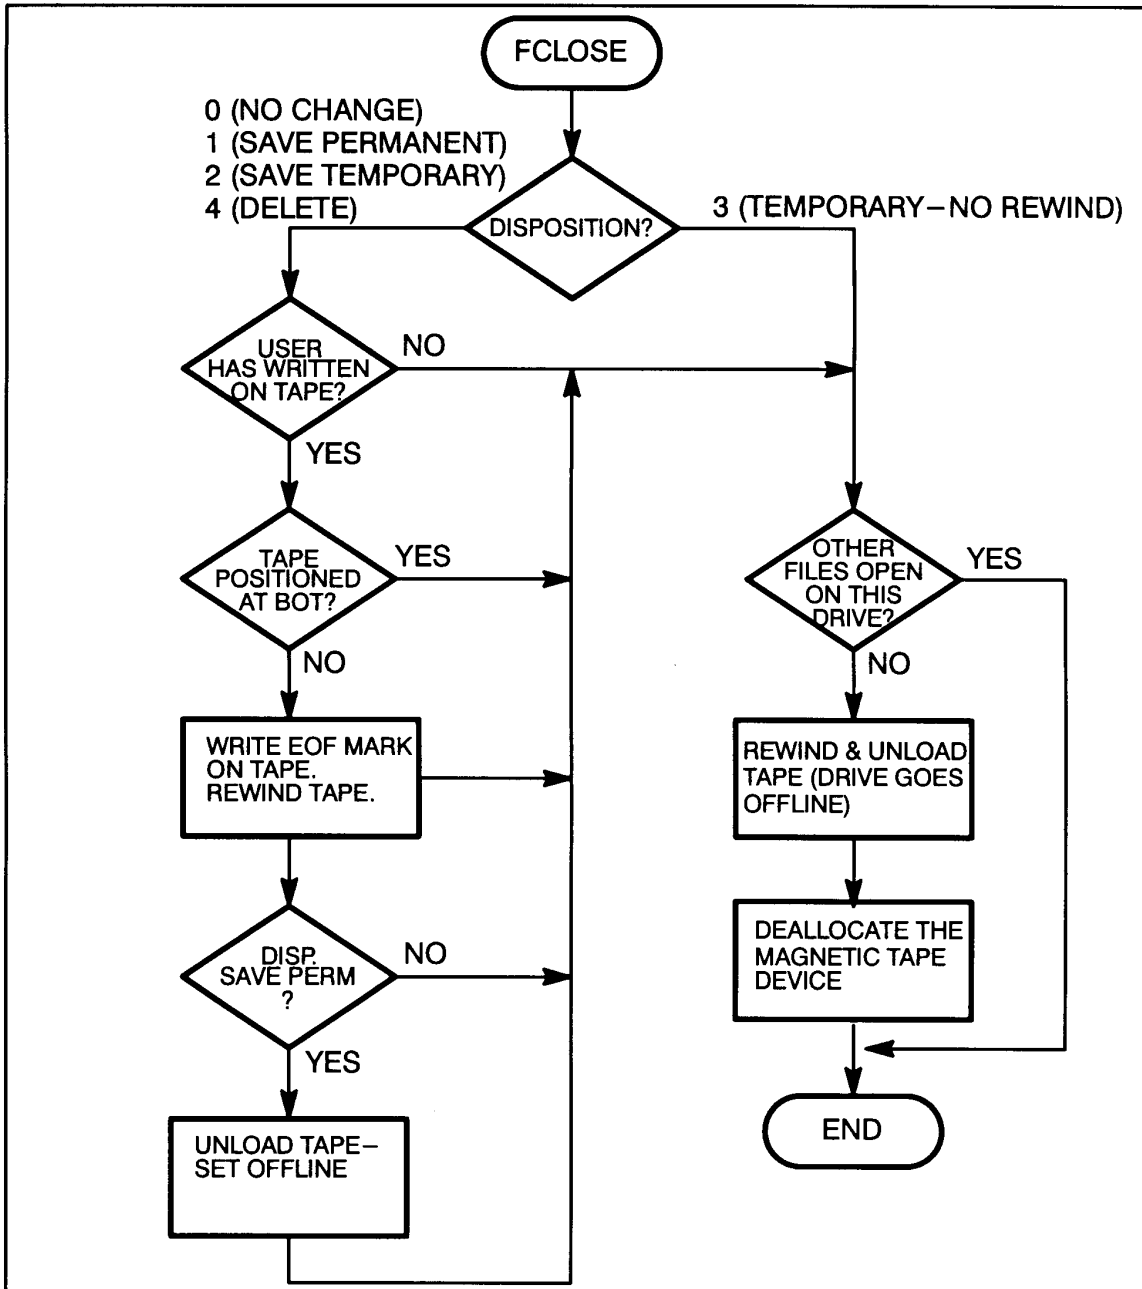 FCLOSE
0 (NO CHANGE)
1 (SAVE PERMANENT)
2 (SAVE TEMPORARY)
4 (DELETE)
DISPOSITION?
3 (TEMPORARY–NO REWIND)
USER
HAS WRITTEN
ON TAPE?
NO
YES
TAPE
POSITIONED
AT BOT?
YES
NO
WRITE EOF MARK
ON TAPE.
REWIND TAPE.
DISP.
SAVE PERM
?
NO
YES
UNLOAD TAPE–
SET OFFLINE
OTHER
FILES OPEN
ON THIS
DRIVE?
YES
NO
REWIND & UNLOAD
TAPE (DRIVE GOES
OFFLINE)
DEALLOCATE THE
MAGNETIC TAPE
DEVICE
END